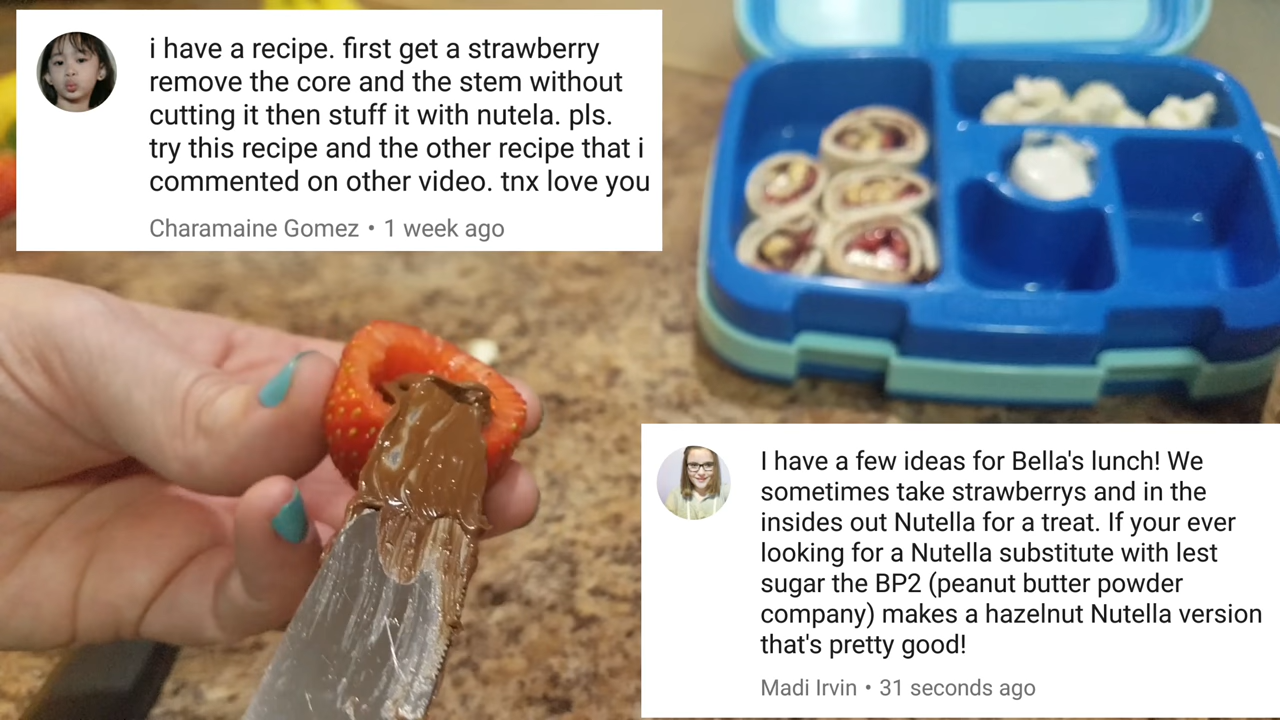 i have a recipe. first get a strawberry
remove the core and the stem without
cutting it then stuff it with nutela. pls.
try this recipe and the other recipe that i
commented on other video. tnx love you
Charamaine Gomez • 1 week ago
I have a few ideas for Bella's lunch! We
sometimes take strawberrys and in the
insides out Nutella for a treat. If your ever
looking for a Nutella substitute with lest
sugar the BP2 (peanut butter powder
company) makes a hazelnut Nutella version
that's pretty good!
Madi Irvin • 31 seconds ago